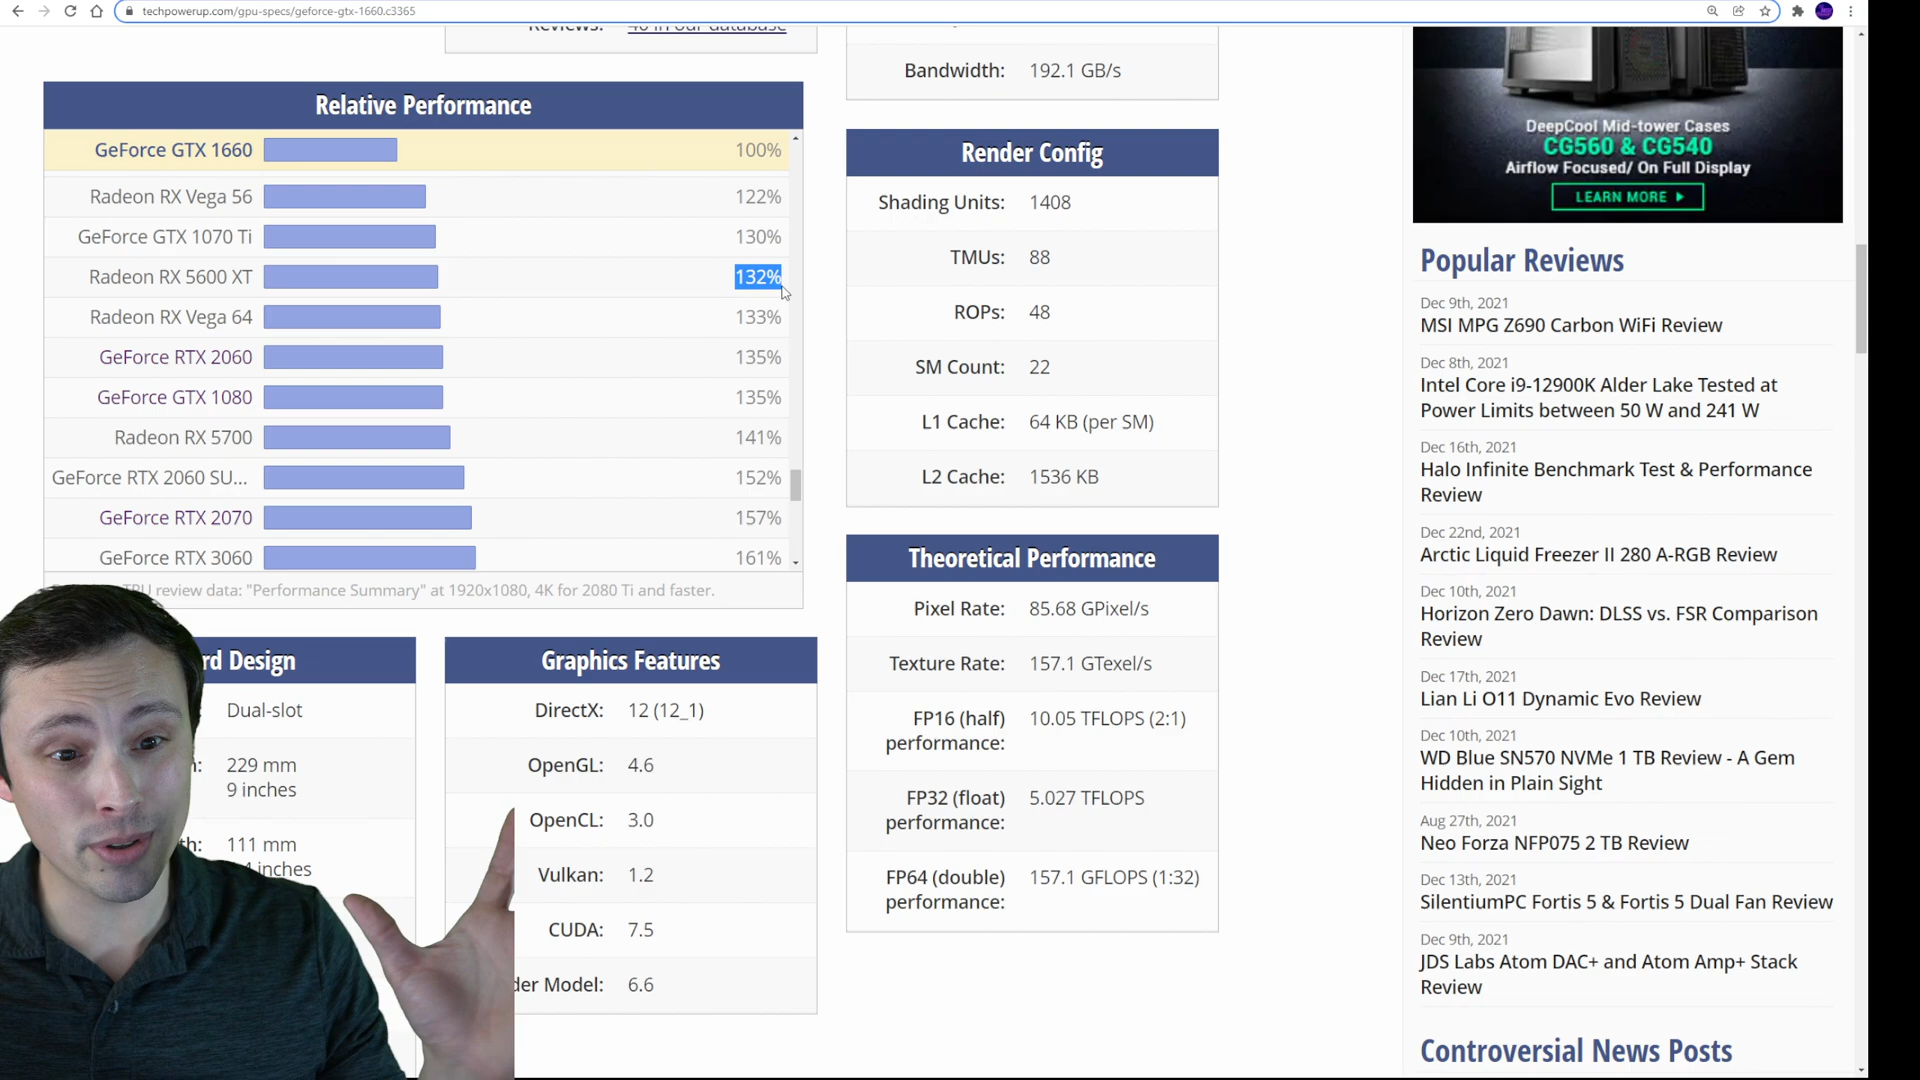 techpowerup.com/gpu-specs/geforce-gtx-1660.c3365
Bandwidth: 192.1 GB/s
Relative Performance
GeForce GTX 1660 100%
Radeon RX Vega 56 122%
GeForce GTX 1070 Ti 130%
Radeon RX 5600 XT 132%
Radeon RX Vega 64 133%
GeForce RTX 2060 135%
GeForce GTX 1080 135%
Radeon RX 5700 141%
GeForce RTX 2060 SU... 152%
GeForce RTX 2070 157%
GeForce RTX 3060 161%
review data: "Performance Summary" at 1920x1080, 4K for 2080 Ti and faster.
rd Design
Dual-slot
229 mm
9 inches
111 mm
inches
Graphics Features
DirectX: 12 (12_1)
OpenGL: 4.6
OpenCL: 3.0
Vulkan: 1.2
CUDA: 7.5
der Model: 6.6
Render Config
Shading Units: 1408
TMUs: 88
ROPs: 48
SM Count: 22
L1 Cache: 64 KB (per SM)
L2 Cache: 1536 KB
Theoretical Performance
Pixel Rate: 85.68 GPixel/s
Texture Rate: 157.1 GTexel/s
FP16 (half) 10.05 TFLOPS (2:1)
performance:
FP32 (float) 5.027 TFLOPS
performance:
FP64 (double) 157.1 GFLOPS (1:32)
performance:
DeepCool Mid-tower Cases
CG560 & CG540
Airflow Focused/ On Full Display
LEARN MORE
Popular Reviews
Dec 9th, 2021
MSI MPG Z690 Carbon WiFi Review
Dec 8th, 2021
Intel Core i9-12900K Alder Lake Tested at
Power Limits between 50 W and 241 W
Dec 16th, 2021
Halo Infinite Benchmark Test & Performance
Review
Dec 22nd, 2021
Arctic Liquid Freezer II 280 A-RGB Review
Dec 10th, 2021
Horizon Zero Dawn: DLSS vs. FSR Comparison
Review
Dec 17th, 2021
Lian Li O11 Dynamic Evo Review
Dec 10th, 2021
WD Blue SN570 NVMe 1 TB Review - A Gem
Hidden in Plain Sight
Aug 27th, 2021
Neo Forza NFP075 2 TB Review
Dec 13th, 2021
SilentiumPC Fortis 5 & Fortis 5 Dual Fan Review
Dec 9th, 2021
JDS Labs Atom DAC+ and Atom Amp+ Stack
Review
Controversial News Posts